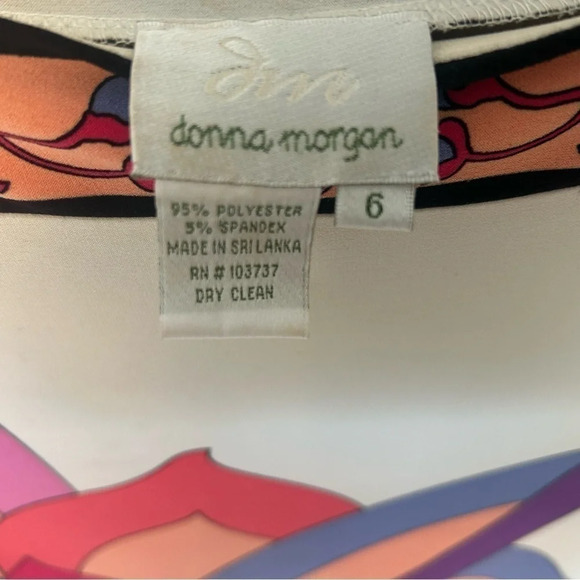 dm
donna morgan
6
95% POLYESTER
5% SPANDEX
MADE IN SRI LANKA
RN # 103737
DRY CLEAN